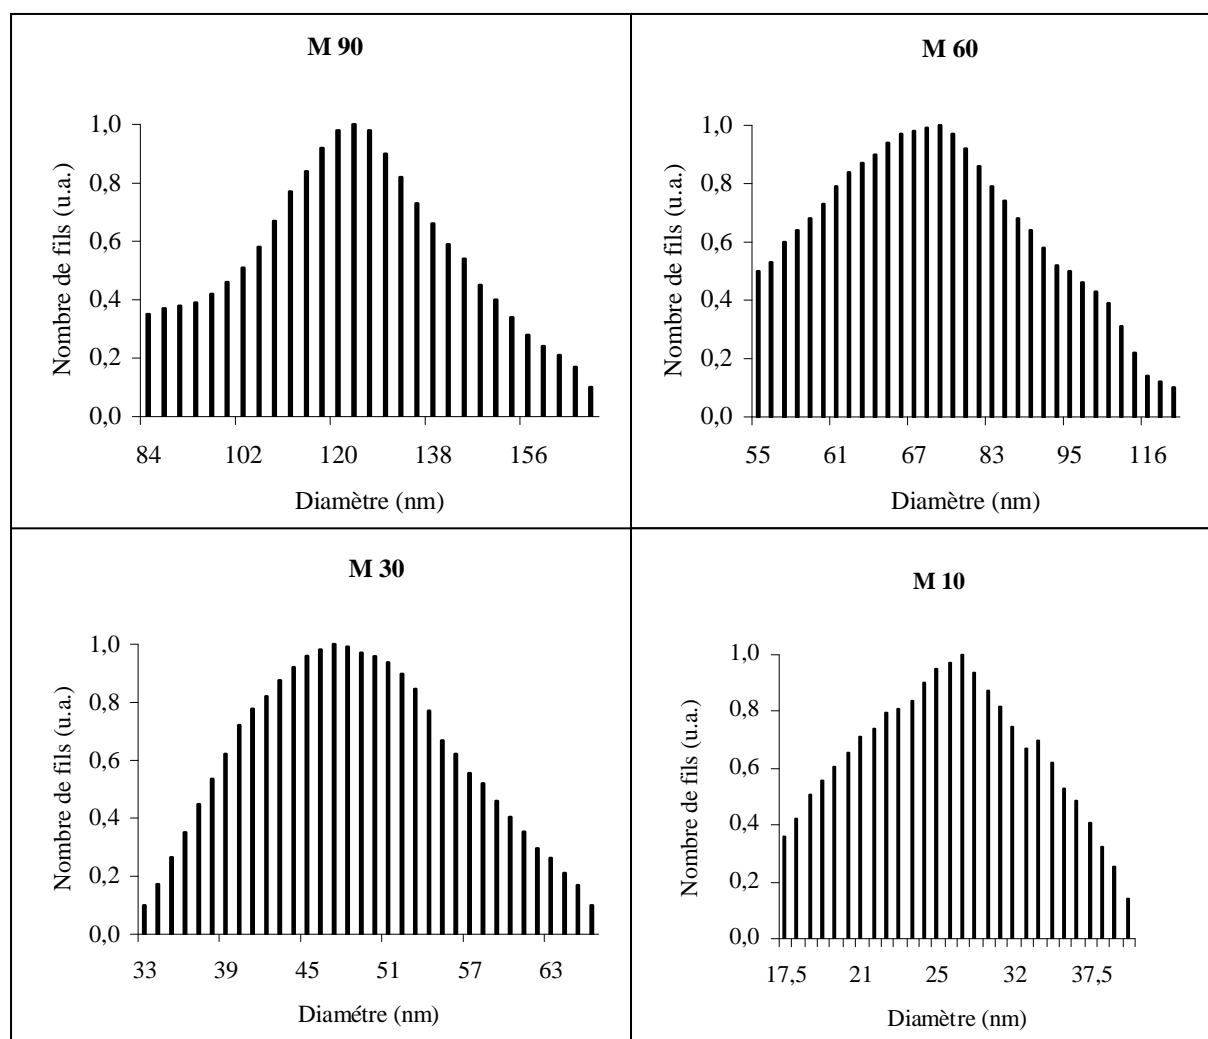 M 90
1,0
0,8
0,6
0,4
0,2
0,0
Nombre de fils (u.a.)
84 102 120 138 156
Diamètre (nm)
M 60
1,0
0,8
0,6
0,4
0,2
0,0
Nombre de fils (u.a.)
55 61 67 83 95 116
Diamètre (nm)
M 30
1,0
0,8
0,6
0,4
0,2
0,0
Nombre de fils (u.a.)
33 39 45 51 57 63
Diamétre (nm)
M 10
1,0
0,8
0,6
0,4
0,2
0,0
Nombre de fils (u.a.)
17,5 21 25 32 37,5
Diamètre (nm)